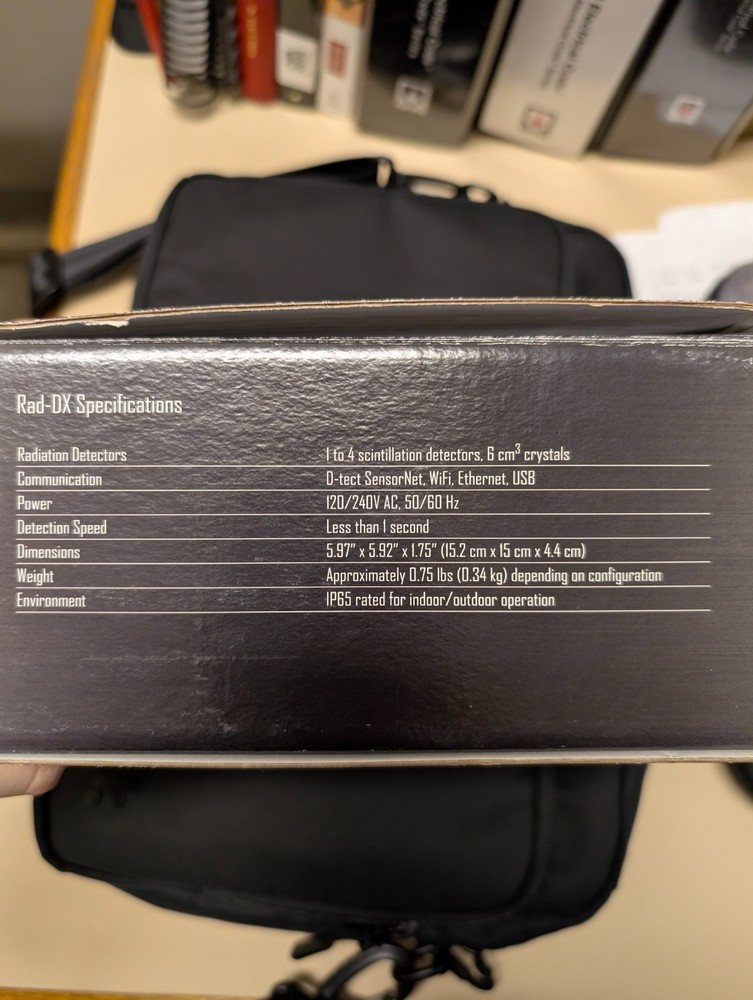 Rad-DX Specifications
Radiation Detectors 1 to 4 scintillation detectors, 6 cm³ crystals
Communication D-tect SensorNet, WiFi, Ethernet, USB
Power 120/240V AC, 50/60 Hz
Detection Speed Less than 1 second
Dimensions 5.97" x 5.92" x 1.75" (15.2 cm x 15 cm x 4.4 cm)
Weight Approximately 0.75 lbs (0.34 kg) depending on configuration
Environment IP65 rated for indoor/outdoor operation